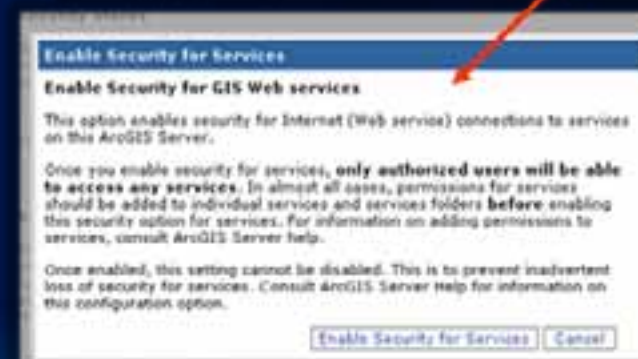 Enable Security for Services
Enable Security for GIS Web services
This option enables security for Internet (Web service) connections to services
on this ArcGIS Server.
Once you enable security for services, only authorized users will be able
to access any services. In almost all cases, permissions for services
should be added to individual services and services folders before enabling
this security option for services. For information on adding permissions to
services, consult ArcGIS Server help.
Once enabled, this setting cannot be disabled. This is to prevent inadvertent
loss of security for services. Consult ArcGIS Server Help for information on
this configuration option.
Enable Security for Services Cancel